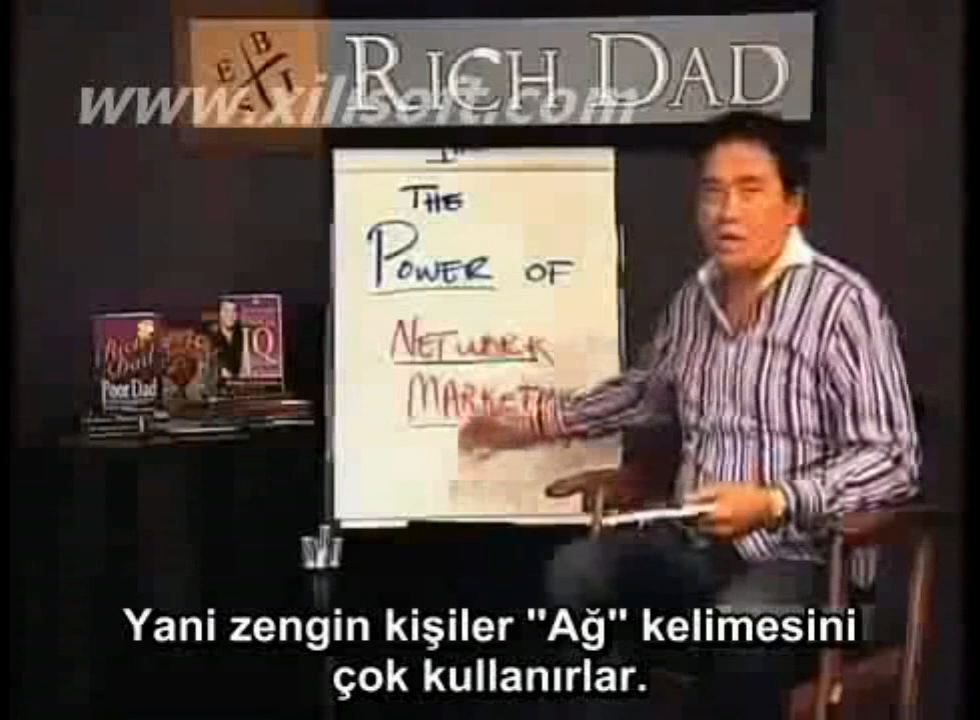 B
E I
RICH DAD
www.xilisoft.com
THE
POWER OF
NETWORK
MARKETING
Rich
Dad
Poor Dad
IQ
Yani zengin kişiler "Ağ" kelimesini
çok kullanırlar.